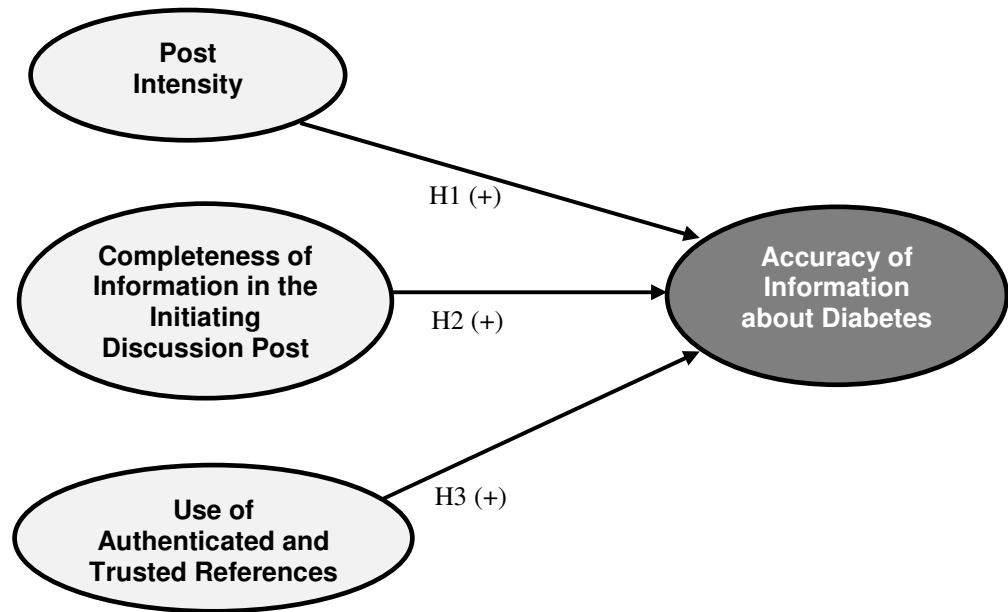 Post
Intensity
H1 (+)
Completeness of
Information in the
Initiating
Discussion Post
H2 (+)
Accuracy of
Information
about Diabetes
Use of
Authenticated and
Trusted References
H3 (+)